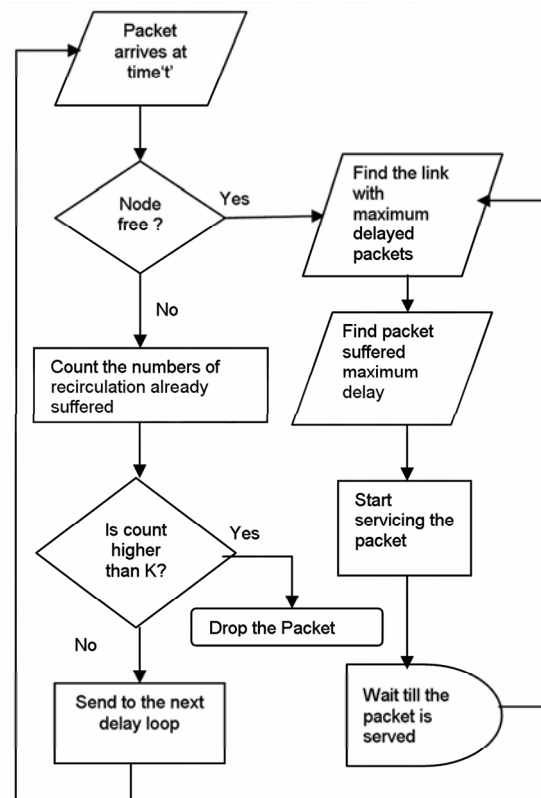 Packet
arrives at
time't'
Node
free ?
Yes
No
Count the numbers of
recirculation already
suffered
Is count
higher
than K?
Yes
Drop the Packet
No
Send to the next
delay loop
Find the link
with
maximum
delayed
packets
Find packet
suffered
maximum
delay
Start
servicing the
packet
Wait till the
packet is
served